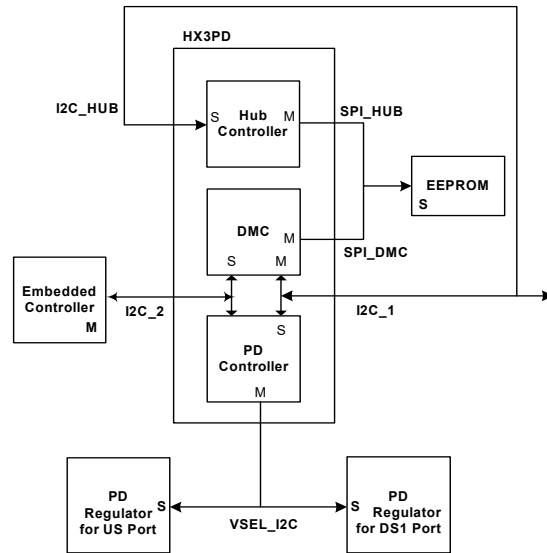 HX3PD
I2C_HUB
S
Hub
Controller
M
SPI_HUB
EEPROM
S
DMC
M
SPI_DMC
S
M
Embedded
Controller
M
I2C_2
I2C_1
S
PD
Controller
M
PD
Regulator
for US Port
S
VSEL_I2C
S
PD
Regulator
for DS1 Port